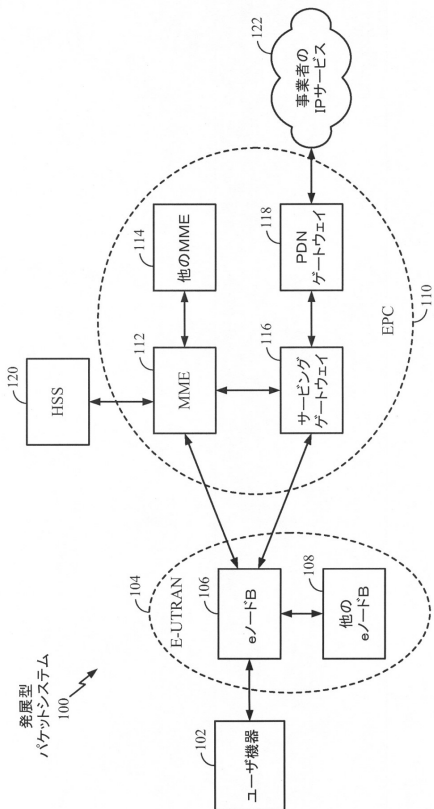 発展型
パケットシステム
100
102
ユーザ機器
104
E-UTRAN
106
eノードB
108
他の
eノードB
120
HSS
112
MME
114
他のMME
116
サービング
ゲートウェイ
118
PDN
ゲートウェイ
EPC
110
122
事業者の
IPサービス